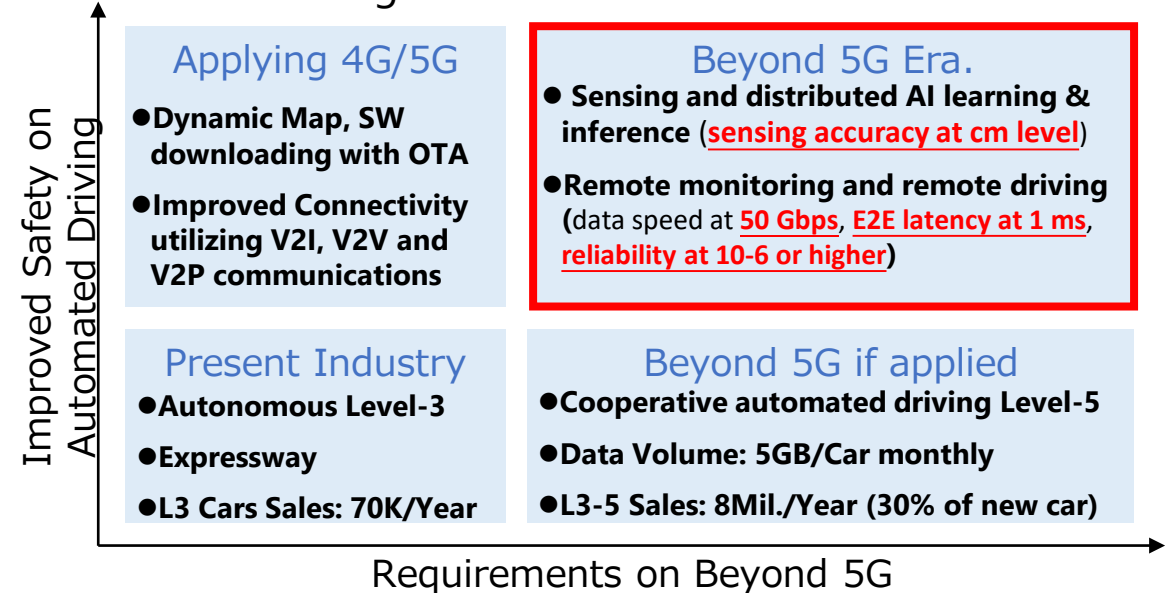 Applying 4G/5G
●Dynamic Map, SW
downloading with OTA
●Improved Connectivity
utilizing V2I, V2V and
V2P communications
Beyond 5G Era.
● Sensing and distributed AI learning &
inference (sensing accuracy at cm level)
●Remote monitoring and remote driving
(data speed at 50 Gbps, E2E latency at 1 ms,
reliability at 10-6 or higher)
Improved Safety on
Automated Driving
Present Industry
●Autonomous Level-3
●Expressway
●L3 Cars Sales: 70K/Year
Beyond 5G if applied
●Cooperative automated driving Level-5
●Data Volume: 5GB/Car monthly
●L3-5 Sales: 8Mil./Year (30% of new car)
Requirements on Beyond 5G